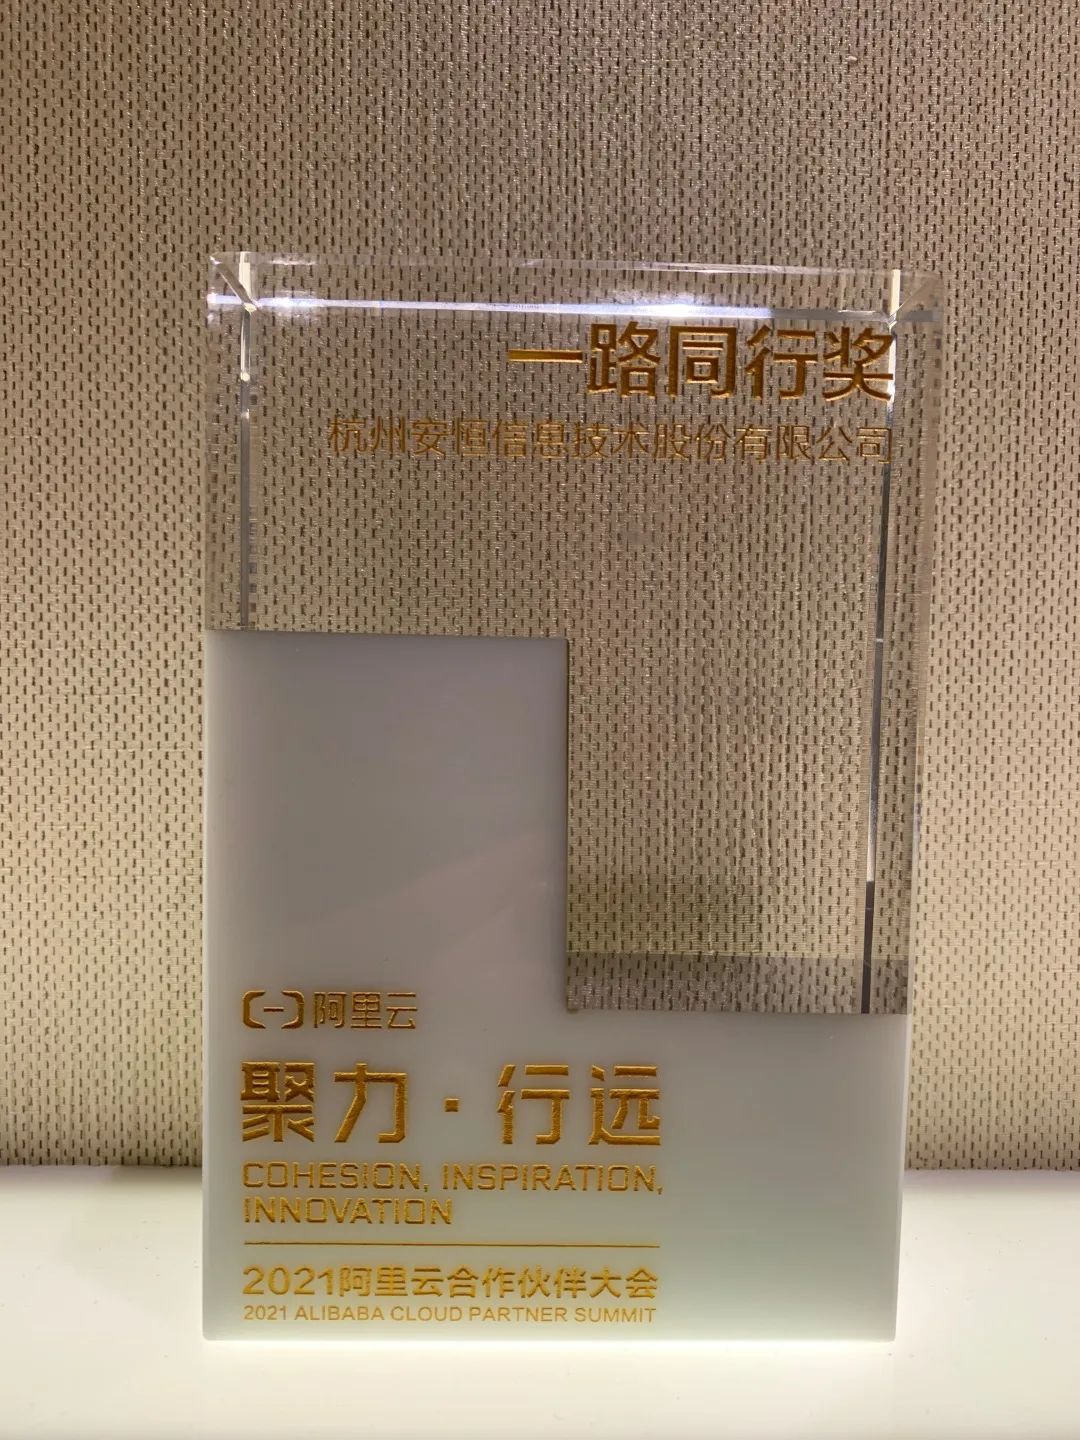 一路同行奖
杭州安恒信息技术股份有限公司
阿里云
聚力·行远
COHESION, INSPIRATION,
INNOVATION
2021阿里云合作伙伴大会
2021 ALIBABA CLOUD PARTNER SUMMIT